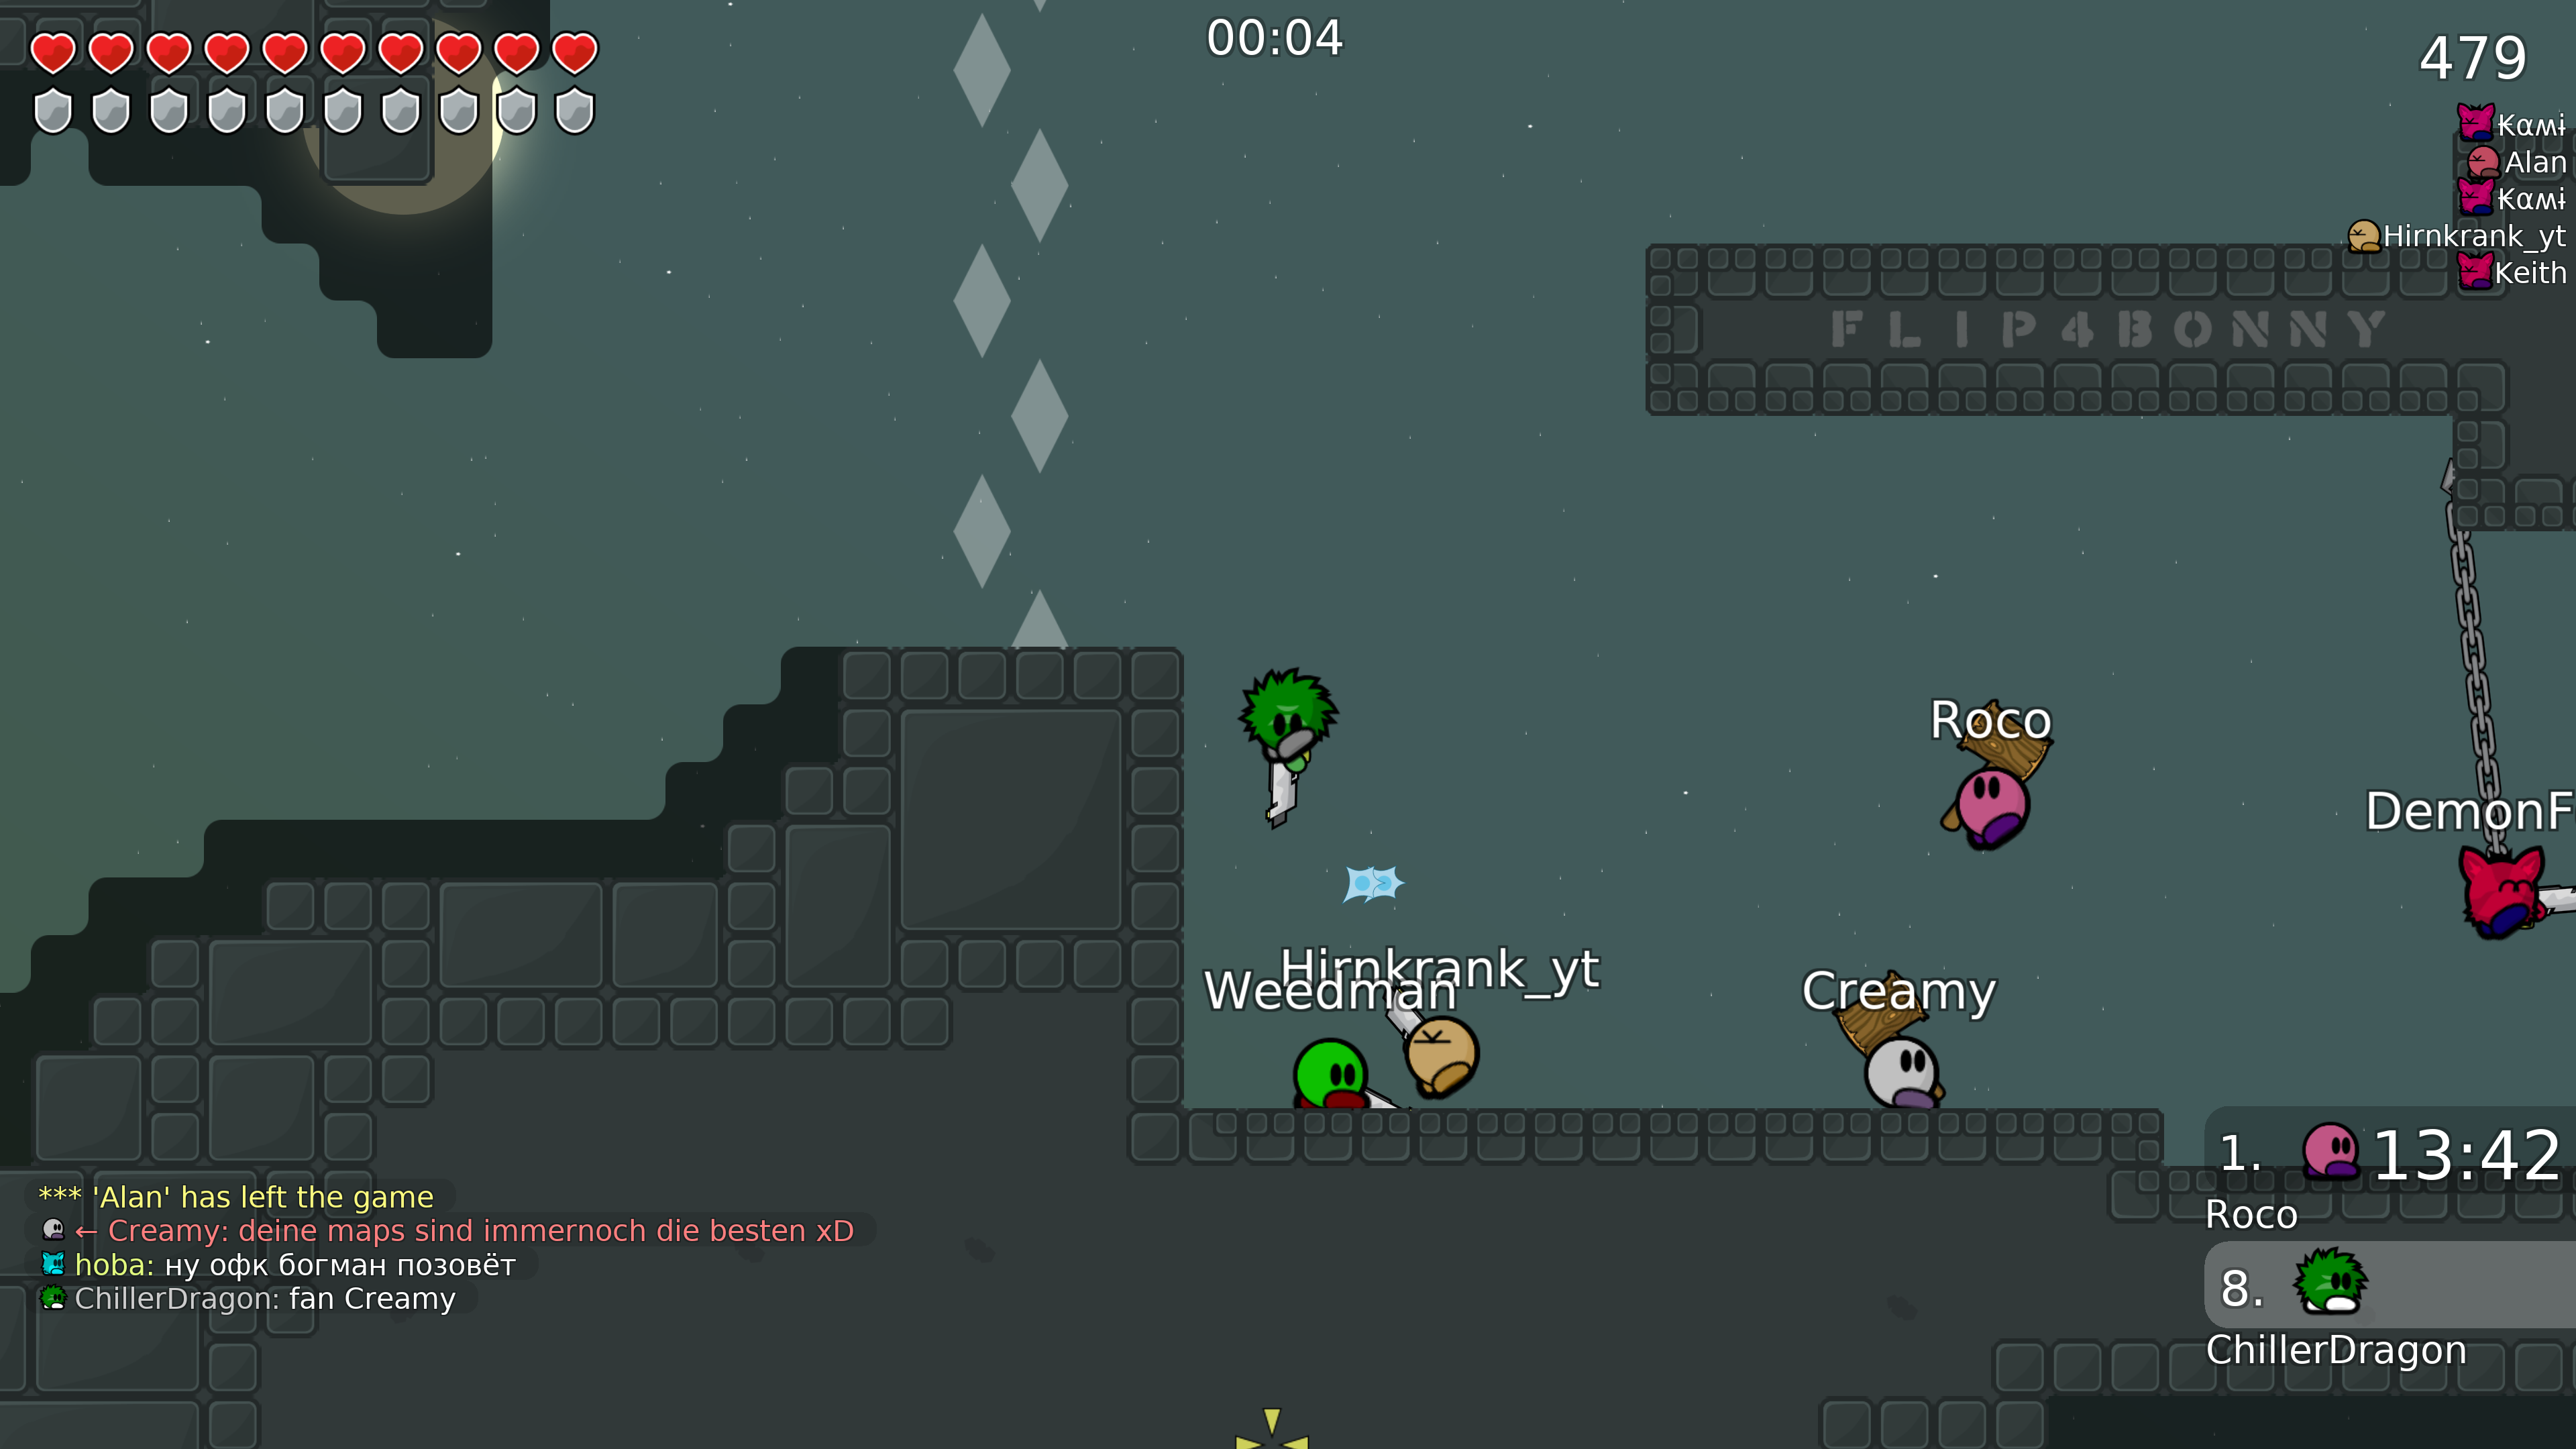 00:04
479
₭αʍɨ
Alan
₭αʍɨ
Hirnkrank_yt
Keith
FLIP4BONNY
Roco
DemonF
Hirnkrank_yt
Weedman
Creamy
1. 13:42
Roco
8.
ChillerDragon
*** 'Alan' has left the game
← Creamy: deine maps sind immernoch die besten xD
hoba: ну офк богман позовёт
ChillerDragon: fan Creamy